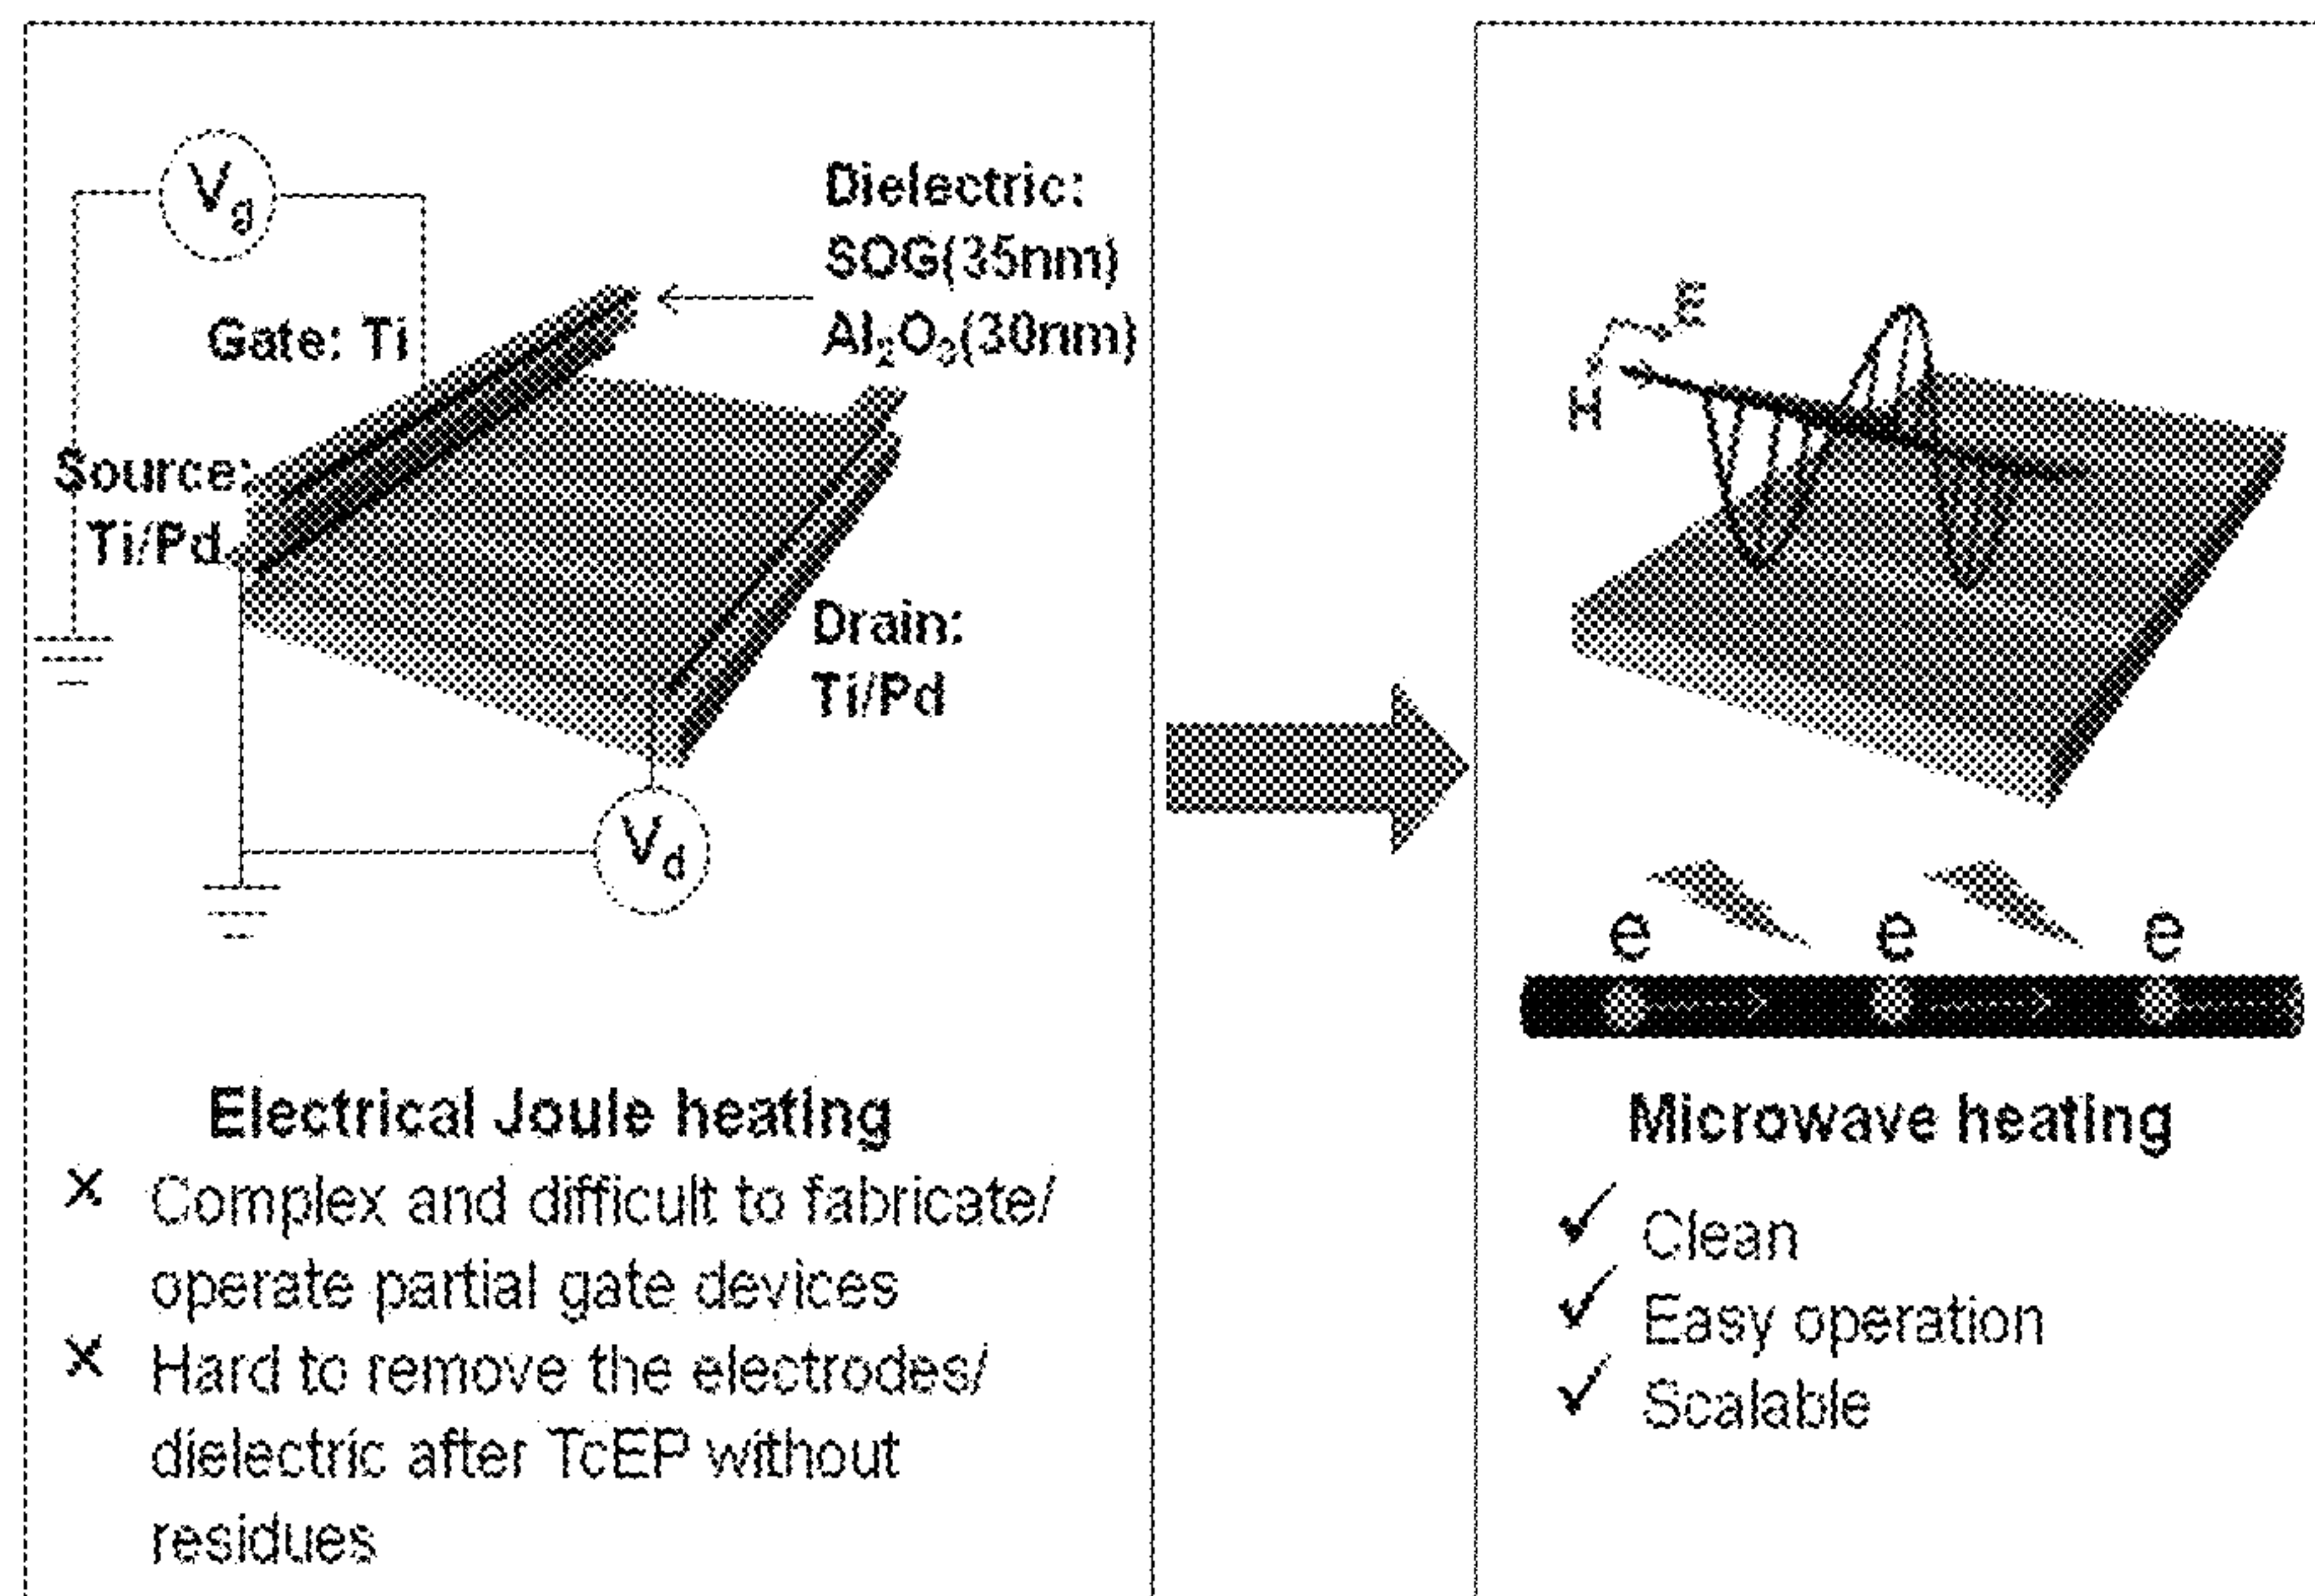 V_g
Dielectric:
SOG(35nm)
Al₂O₃(30nm)
Gate: Ti
Source:
Ti/Pd
Drain:
Ti/Pd
V_d
Electrical Joule heating
✗ Complex and difficult to fabricate/
operate partial gate devices
✗ Hard to remove the electrodes/
dielectric after TcEP without
residues
E
H
e e e
Microwave heating
✓ Clean
✓ Easy operation
✓ Scalable